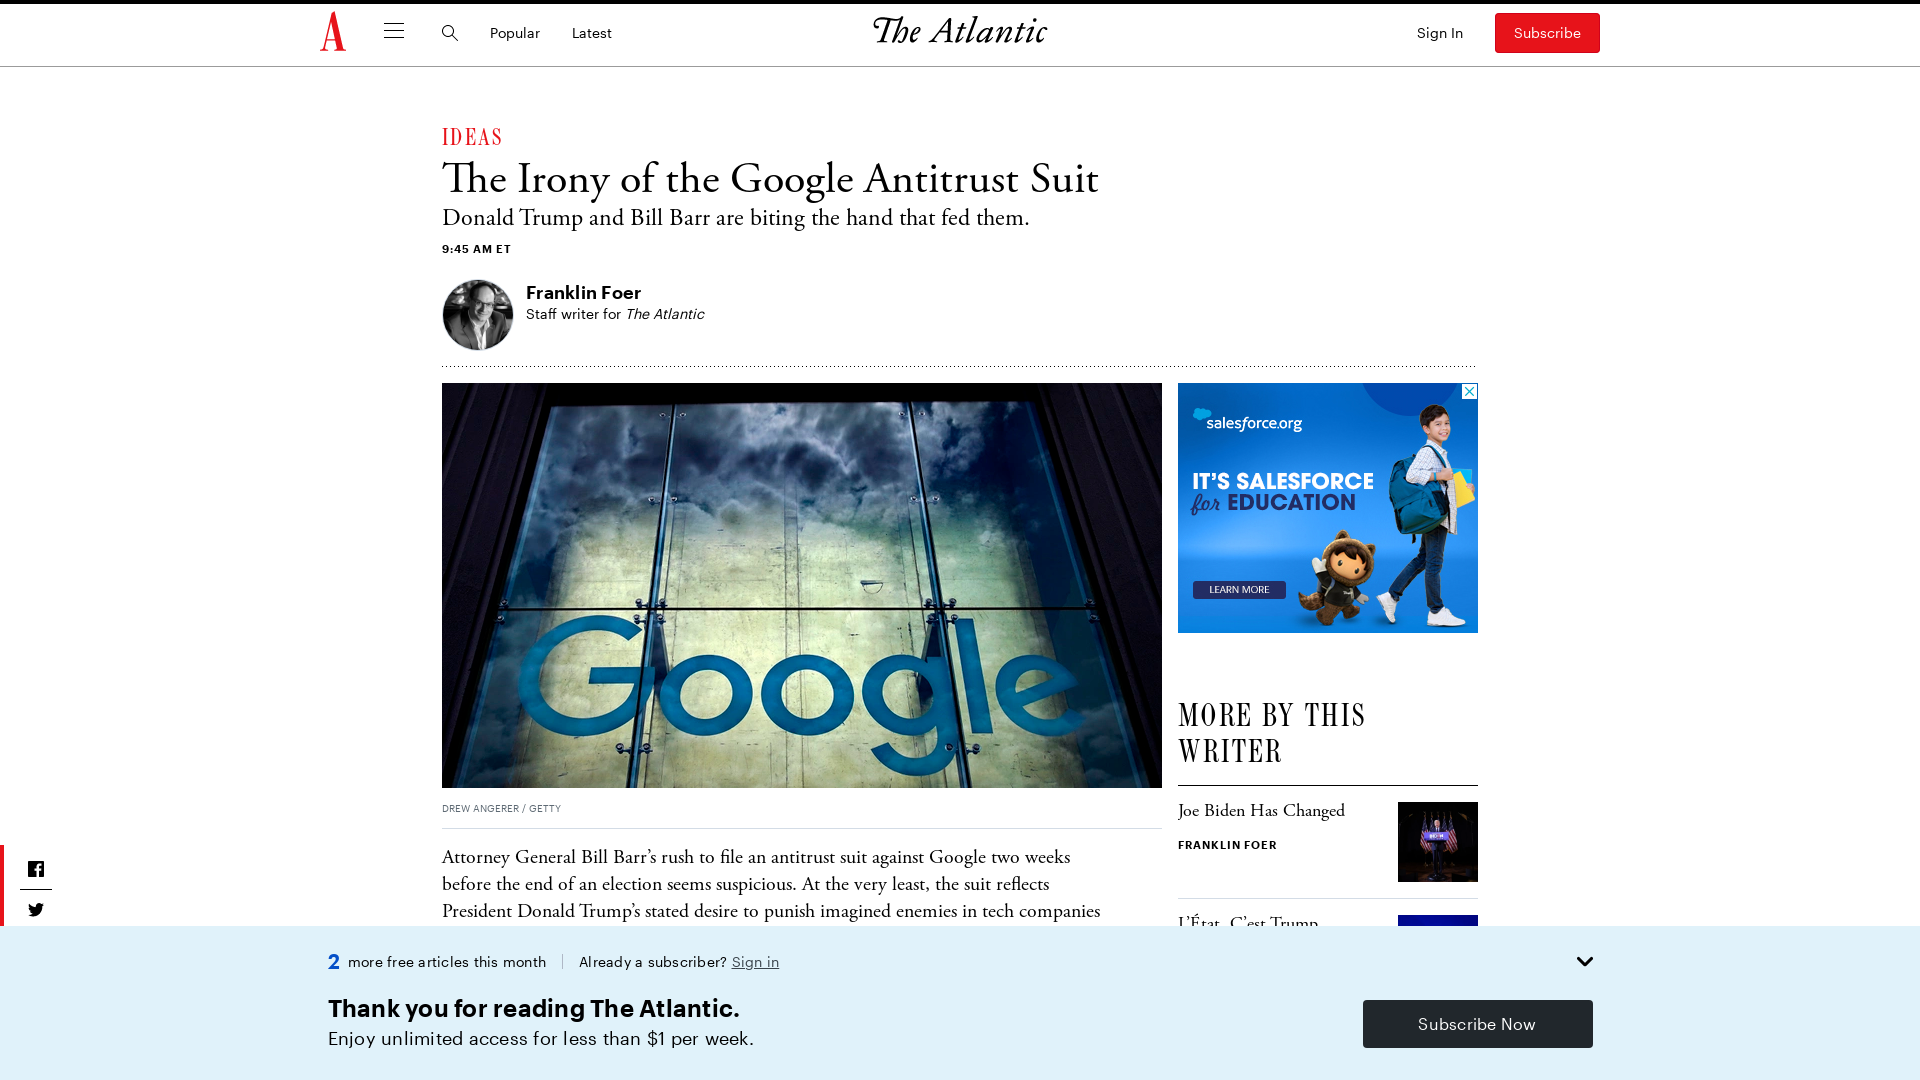 A
Popular
Latest
The Atlantic
Sign In
Subscribe
IDEAS
The Irony of the Google Antitrust Suit
Donald Trump and Bill Barr are biting the hand that fed them.
9:45 AM ET
Franklin Foer
Staff writer for The Atlantic
Google
DREW ANGERER / GETTY
Attorney General Bill Barr’s rush to file an antitrust suit against Google two weeks
before the end of an election seems suspicious. At the very least, the suit reflects
President Donald Trump’s stated desire to punish imagined enemies in tech companies
salesforce.org
IT’S SALESFORCE
for EDUCATION
LEARN MORE
MORE BY THIS
WRITER
Joe Biden Has Changed
FRANKLIN FOER
L’État, C’est Trump
2 more free articles this month
Already a subscriber? Sign in
Thank you for reading The Atlantic.
Enjoy unlimited access for less than $1 per week.
Subscribe Now